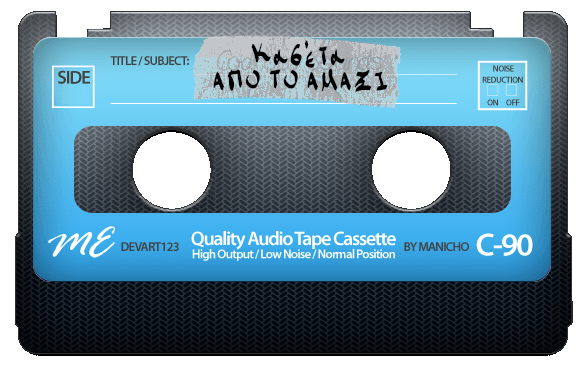 TITLE / SUBJECT:
κασέτα
ΑΠΟ ΤΟ ΑΜΑΞΙ
SIDE
NOISE
REDUCTION
ON OFF
ME DEVART123 Quality Audio Tape Cassette BY MANICHO C-90
High Output / Low Noise / Normal Position